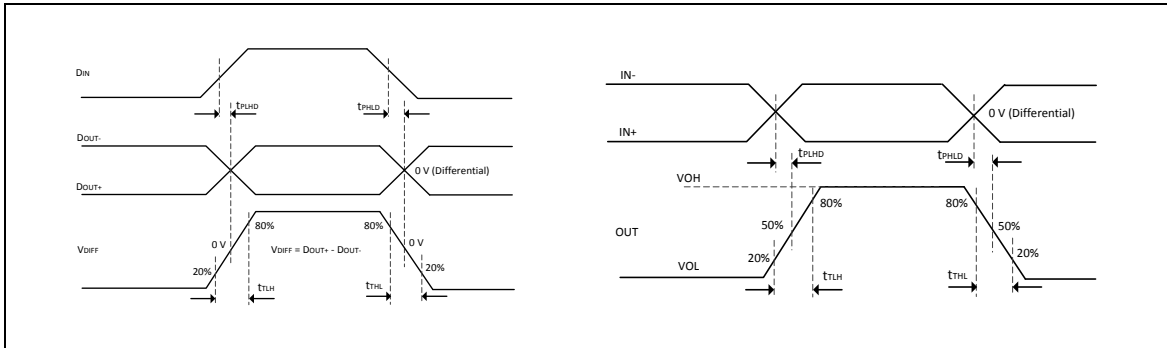 DIN
tPLHD
tPHLD
DOUT-
0 V (Differential)
DOUT+
80%
80%
0 V
VDIFF = DOUT+ - DOUT-
0 V
VDIFF
20%
20%
tTLH
tTHL
IN-
0 V (Differential)
IN+
tPLHD
tPHLD
VOH
80%
80%
50%
50%
OUT
20%
20%
VOL
tTLH
tTHL